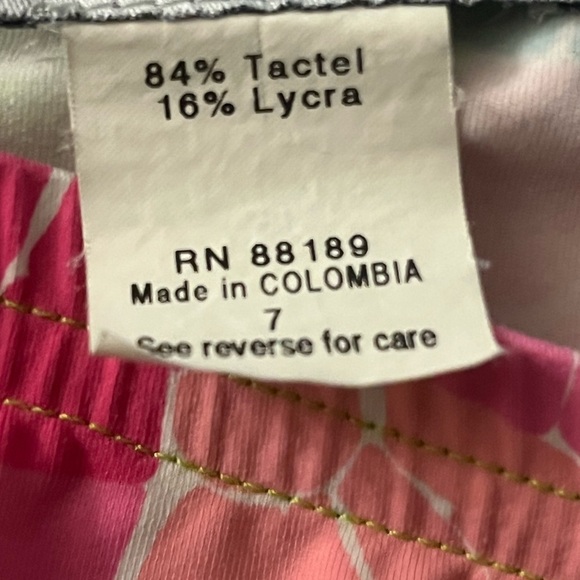 84% Tactel
16% Lycra
RN 88189
Made in COLOMBIA
7
See reverse for care